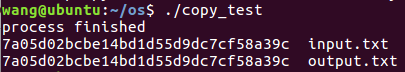 wang@ubuntu:~/os$ ./copy_test
process finished
7a05d02bcbe14bd1d55d9dc7cf58a39c  input.txt
7a05d02bcbe14bd1d55d9dc7cf58a39c  output.txt